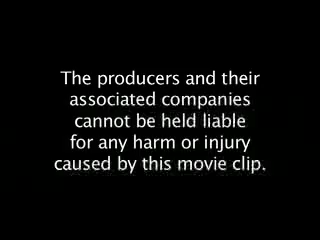 The producers and their
associated companies
cannot be held liable
for any harm or injury
caused by this movie clip.